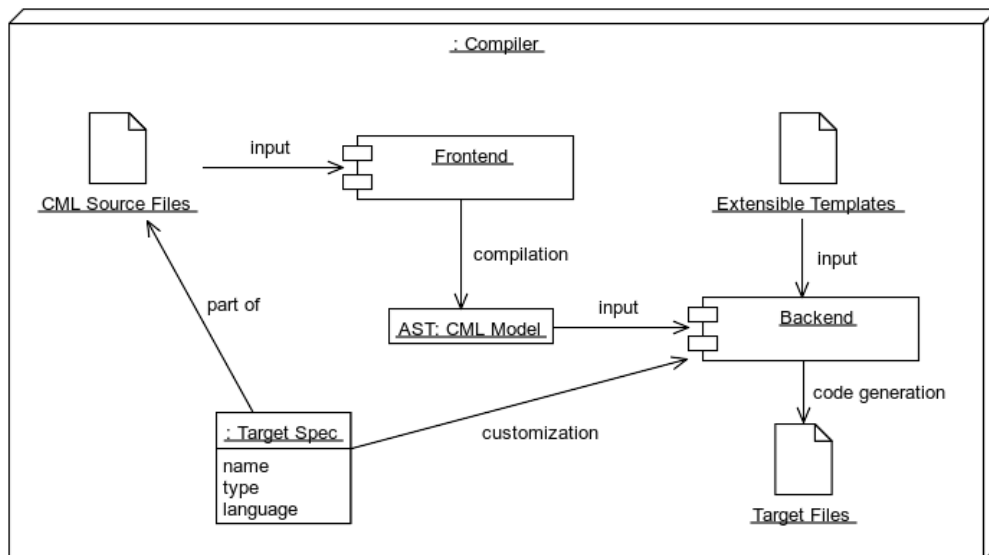 : Compiler
input
Frontend
CML Source Files
Extensible Templates
compilation
input
part of
AST: CML Model
input
Backend
code generation
customization
: Target Spec
name
type
language
Target Files